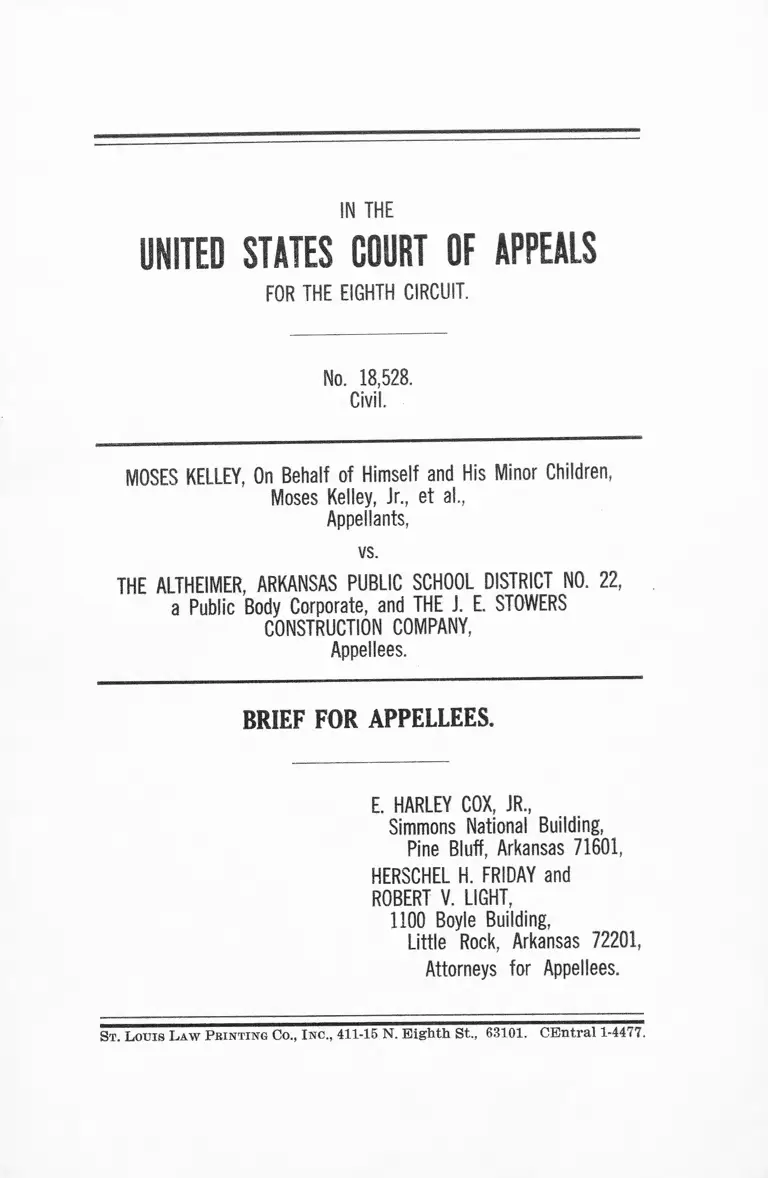 IN THE
UNITED STATES COURT OF APPEALS
FOR THE EIGHTH CIRCUIT.
No. 18,528.
Civil.
MOSES KELLEY, On Behalf of Himself and His Minor Children,
Moses Kelley, Jr., et al.,
Appellants,
vs.
THE ALTHEIMER, ARKANSAS PUBLIC SCHOOL DISTRICT NO. 22,
a Public Body Corporate, and THE J. E. STOWERS
CONSTRUCTION COMPANY,
Appellees.
BRIEF FOR APPELLEES.
E. HARLEY COX, JR.,
Simmons National Building,
Pine Bluff, Arkansas 71601,
HERSCHEL H. FRIDAY and
ROBERT V. LIGHT,
1100 Boyle Building,
Little Rock, Arkansas 72201,
Attorneys for Appellees.
St. Louis Law Printing Co., Inc., 411-15 N. Eighth St., 63101. CEntral 1-4477.